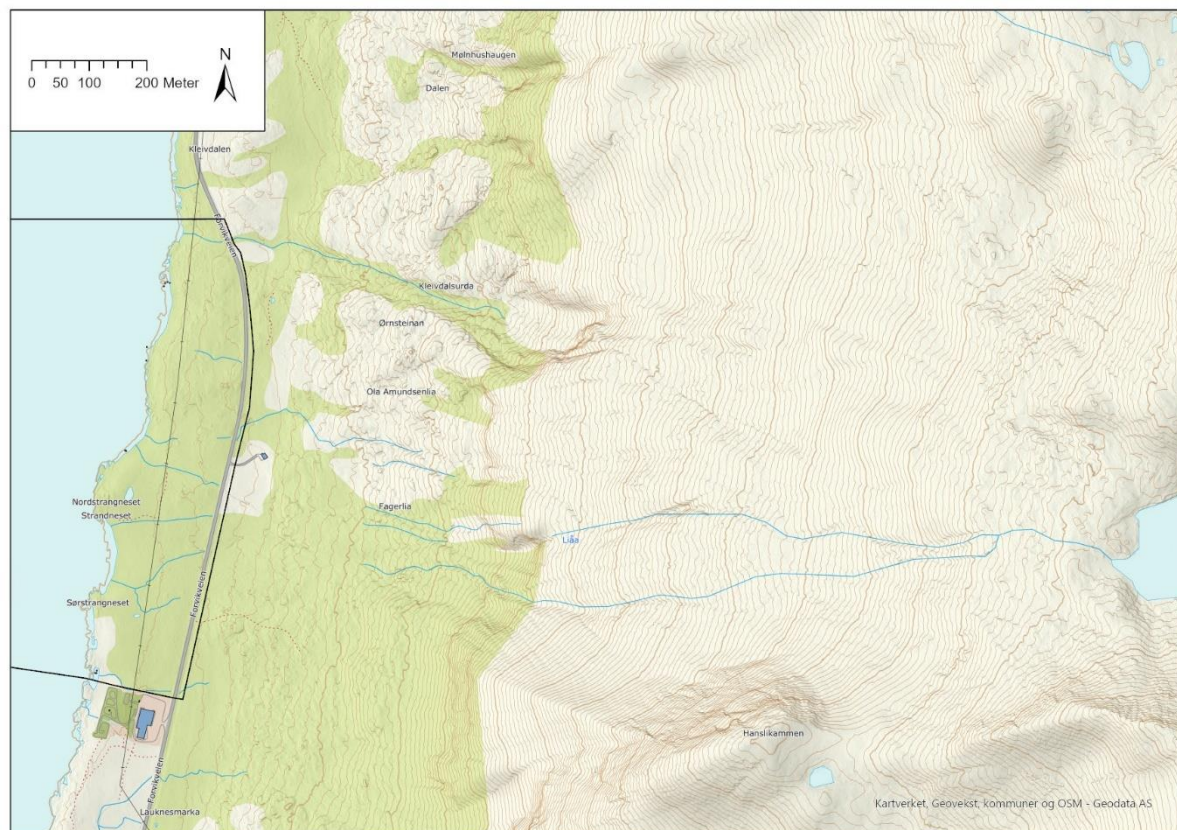 N
0 50 100 200 Meter
Mølnhushaugen
Dalen
Kleivdalen
Forvikveien
Kleivdalsurda
Ørnsteinan
Ola Amundsenlia
Nordstrangneset
Strandneset
Fagerlia
Liåa
Forvikveien
Sørstrangneset
Hanslikammen
Forvikveien
Lauknesmarka
Kartverket, Geovekst, kommuner og OSM - Geodata AS